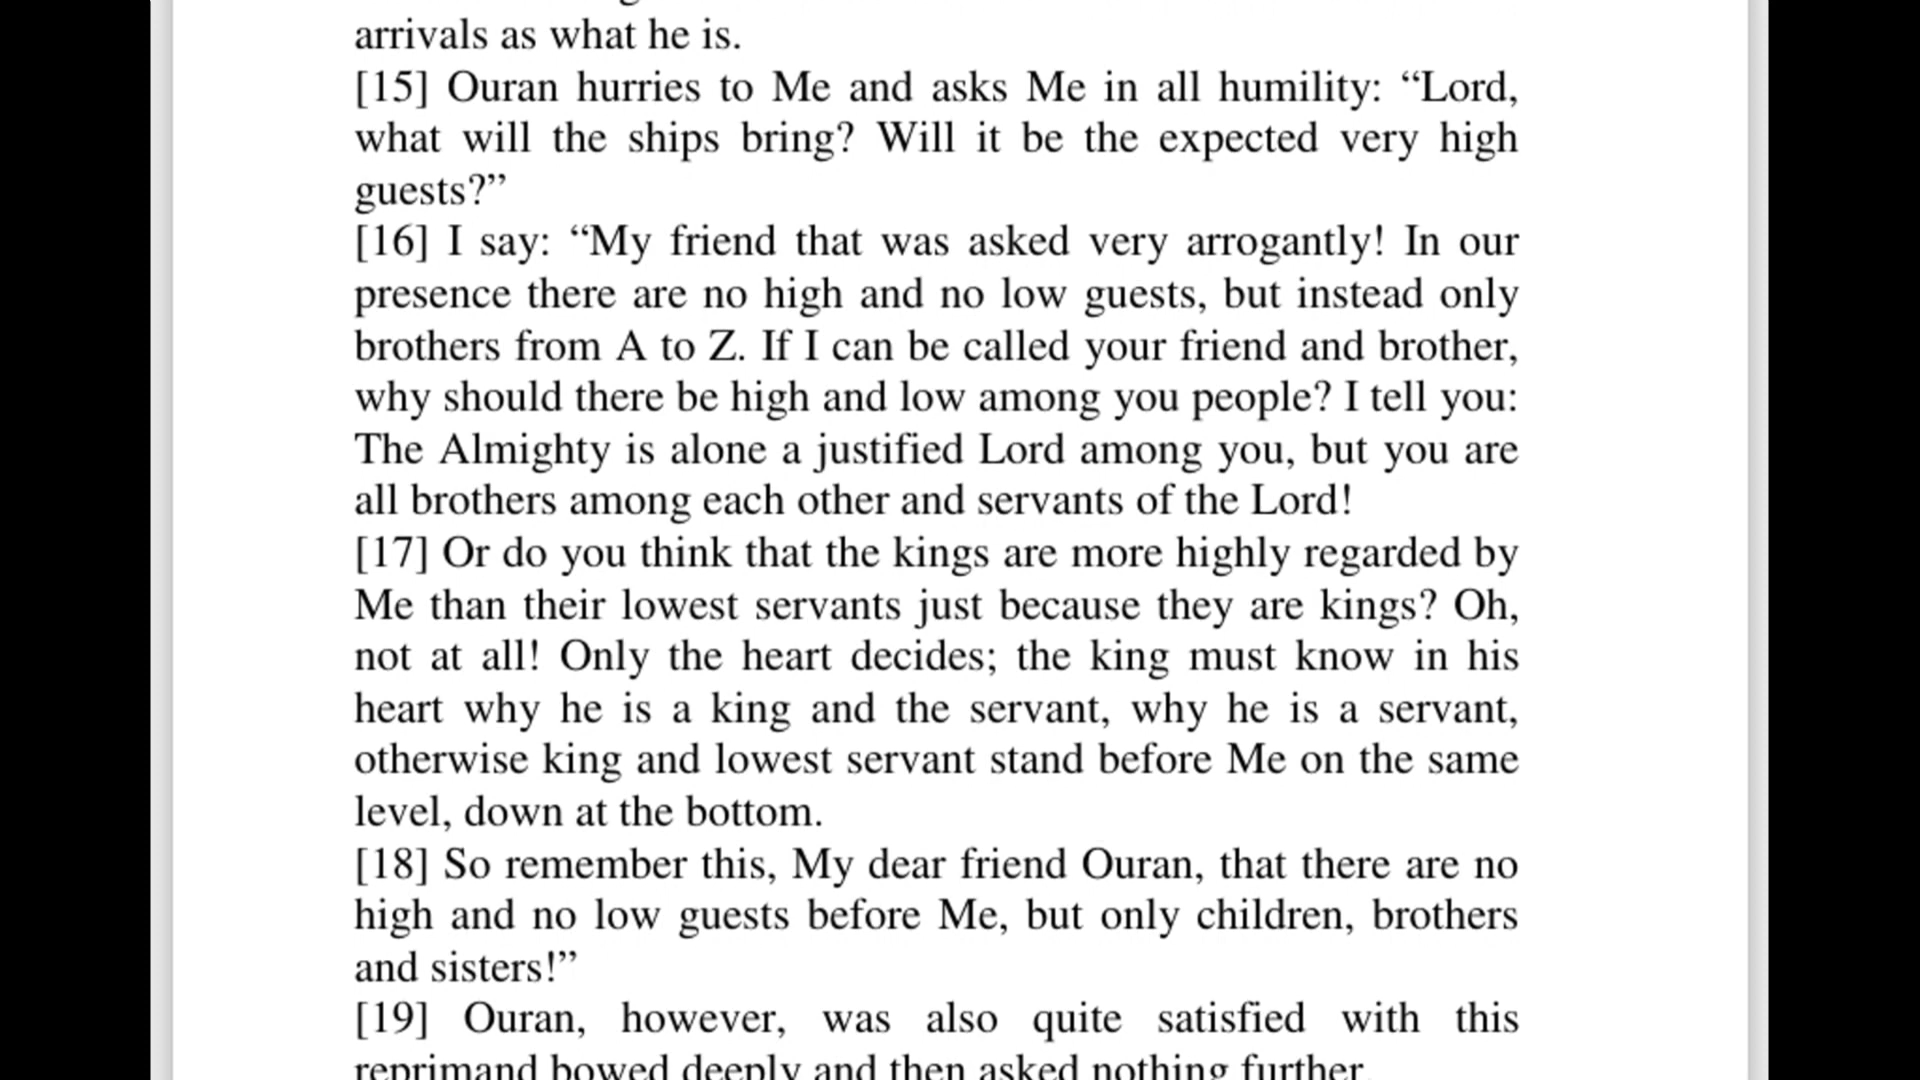 arrivals as what he is.
[15] Ouran hurries to Me and asks Me in all humility: “Lord,
what will the ships bring? Will it be the expected very high
guests?”
[16] I say: “My friend that was asked very arrogantly! In our
presence there are no high and no low guests, but instead only
brothers from A to Z. If I can be called your friend and brother,
why should there be high and low among you people? I tell you:
The Almighty is alone a justified Lord among you, but you are
all brothers among each other and servants of the Lord!
[17] Or do you think that the kings are more highly regarded by
Me than their lowest servants just because they are kings? Oh,
not at all! Only the heart decides; the king must know in his
heart why he is a king and the servant, why he is a servant,
otherwise king and lowest servant stand before Me on the same
level, down at the bottom.
[18] So remember this, My dear friend Ouran, that there are no
high and no low guests before Me, but only children, brothers
and sisters!”
[19] Ouran, however, was also quite satisfied with this
reprimand bowed deeply and then asked nothing further.